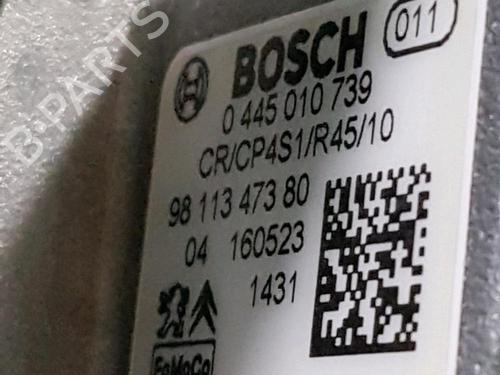 BOSCH 011
0 445 010 739
CR/CP4S1/R45/10
98 113 473 80
04 160523
1431
FoMoCo
B-PARTS